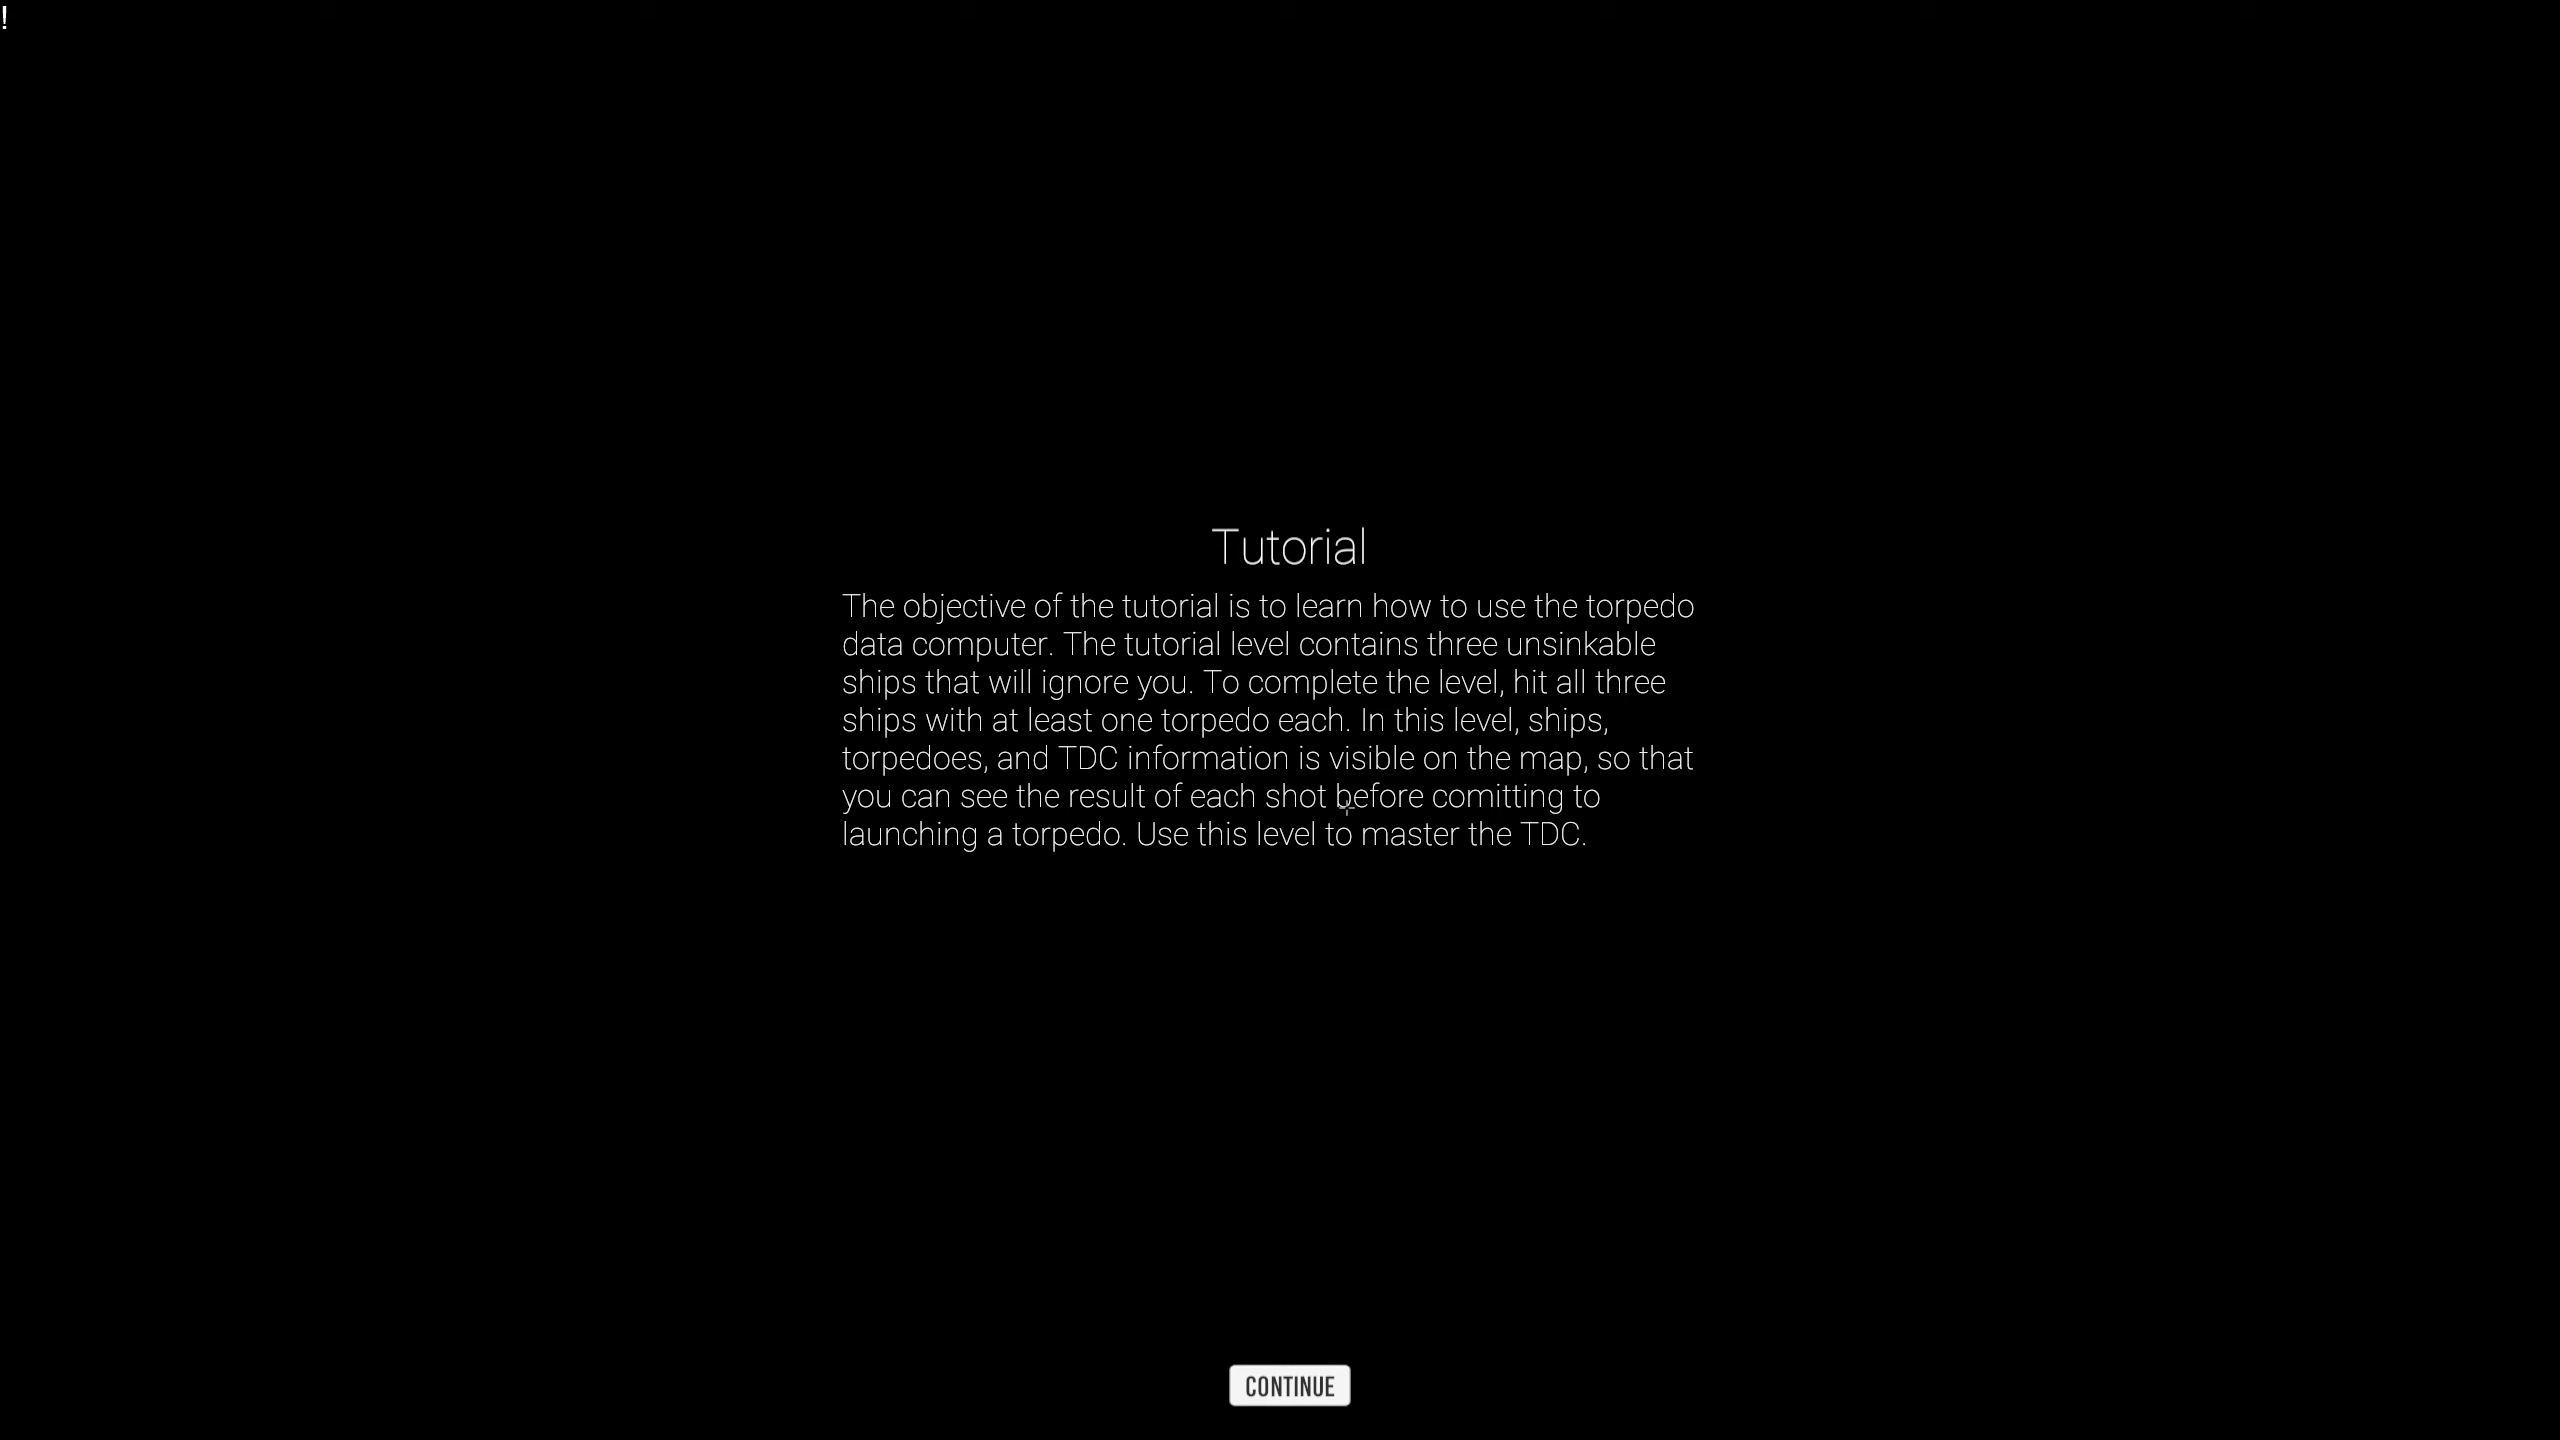 !
Tutorial
The objective of the tutorial is to learn how to use the torpedo
data computer. The tutorial level contains three unsinkable
ships that will ignore you. To complete the level, hit all three
ships with at least one torpedo each. In this level, ships,
torpedoes, and TDC information is visible on the map, so that
you can see the result of each shot before comitting to
launching a torpedo. Use this level to master the TDC.
CONTINUE